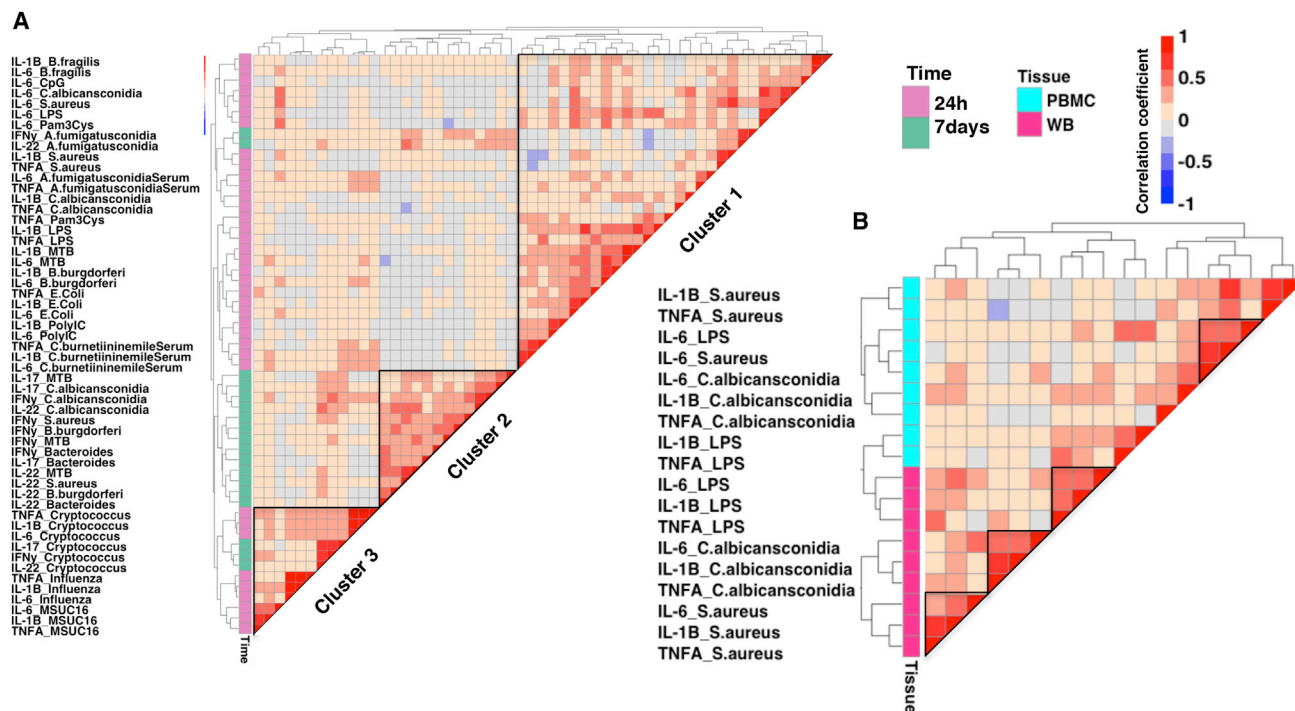 A
IL-1B_B.fragilis
IL-6_B.fragilis
IL-6_CpG
IL-6_C.albicansconidia
IL-6_S.aureus
IL-6_LPS
IL-6_Pam3Cys
IFNy_A.fumigatusconidia
IL-22_A.fumigatusconidia
IL-1B_S.aureus
TNFA_S.aureus
IL-6_A.fumigatusconidiaSerum
TNFA_A.fumigatusconidiaSerum
IL-1B_C.albicansconidia
TNFA_C.albicansconidia
TNFA_Pam3Cys
IL-1B_LPS
TNFA_LPS
IL-1B_MTB
IL-6_MTB
IL-1B_B.burgdorferi
IL-6_B.burgdorferi
TNFA_E.Coli
IL-1B_E.Coli
IL-6_E.Coli
IL-1B_PolyIC
IL-6_PolyIC
TNFA_C.burnetiininemileSerum
IL-1B_C.burnetiininemileSerum
IL-6_C.burnetiininemileSerum
IL-17_MTB
IL-17_C.albicansconidia
IFNy_C.albicansconidia
IL-22_C.albicansconidia
IFNy_S.aureus
IFNy_B.burgdorferi
IFNy_MTB
IFNy_Bacteroides
IL-17_Bacteroides
IL-22_MTB
IL-22_S.aureus
IL-22_B.burgdorferi
IL-22_Bacteroides
TNFA_Cryptococcus
IL-1B_Cryptococcus
IL-6_Cryptococcus
IL-17_Cryptococcus
IFNy_Cryptococcus
IL-22_Cryptococcus
TNFA_Influenza
IL-1B_Influenza
IL-6_Influenza
IL-6_MSUC16
IL-1B_MSUC16
TNFA_MSUC16
Time
Cluster 1
Cluster 2
Cluster 3
Time
24h
7days
Tissue
PBMC
WB
Correlation coefficient
1
0.5
0
-0.5
-1
B
IL-1B_S.aureus
TNFA_S.aureus
IL-6_LPS
IL-6_S.aureus
IL-6_C.albicansconidia
IL-1B_C.albicansconidia
TNFA_C.albicansconidia
IL-1B_LPS
TNFA_LPS
IL-6_LPS
IL-1B_LPS
TNFA_LPS
IL-6_C.albicansconidia
IL-1B_C.albicansconidia
TNFA_C.albicansconidia
IL-6_S.aureus
IL-1B_S.aureus
TNFA_S.aureus
Tissue